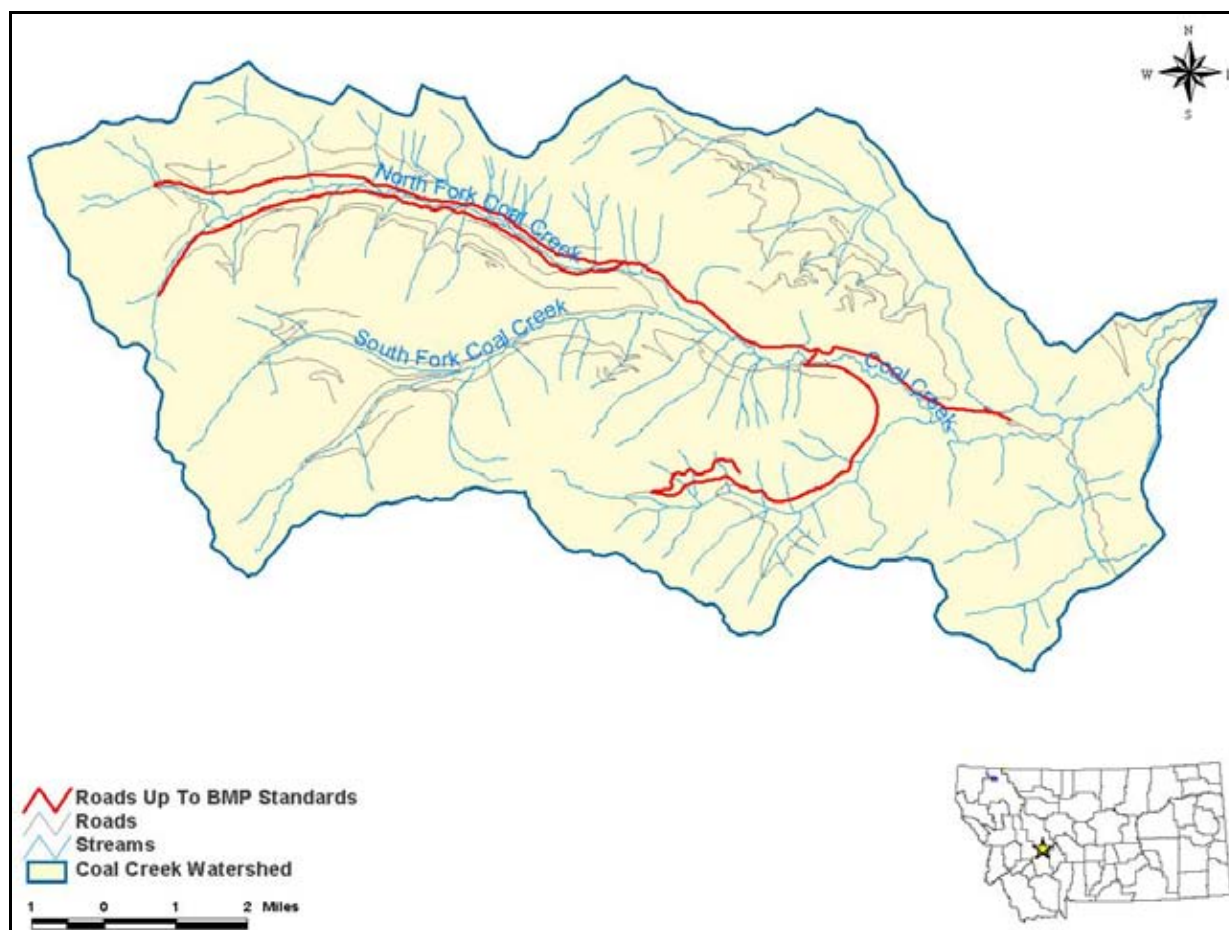 N
W
S
North Fork Coal Creek
South Fork Coal Creek
Coal Creek
Roads Up To BMP Standards
Roads
Streams
Coal Creek Watershed
1 0 1 2 Miles